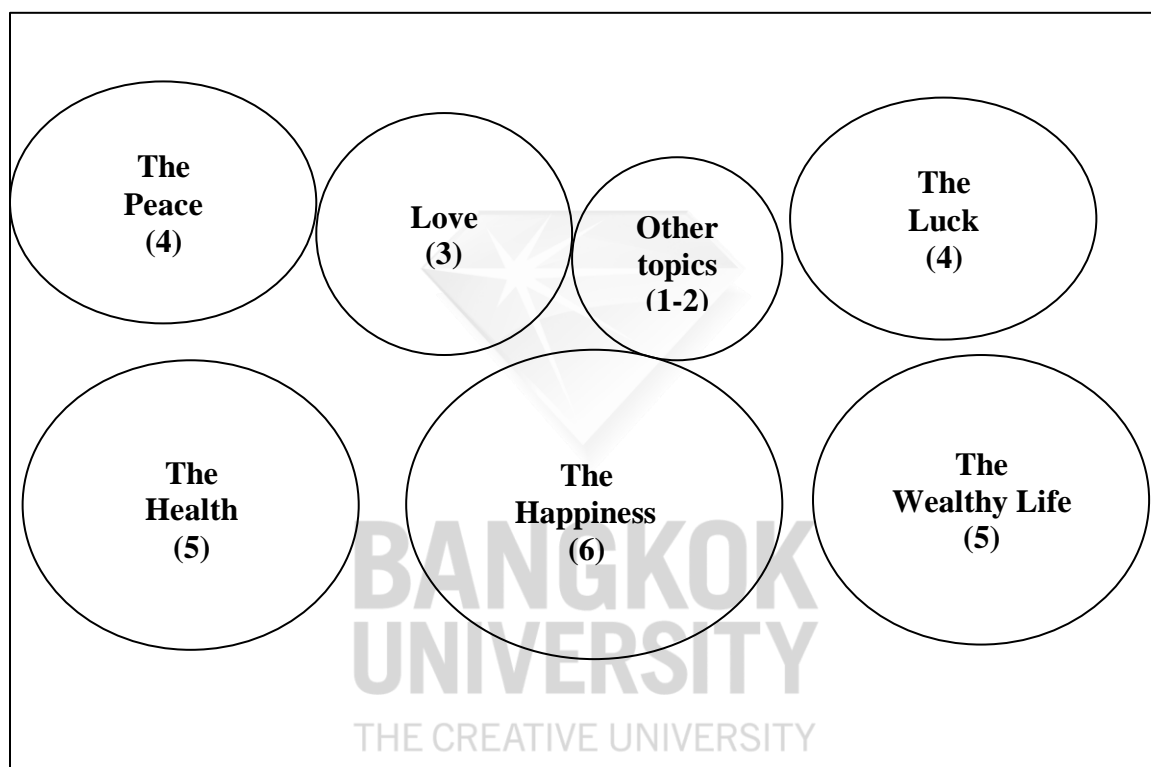 The
Peace
(4)
Love
(3)
Other
topics
(1-2)
The
Luck
(4)
The
Health
(5)
The
Happiness
(6)
The
Wealthy Life
(5)
BANGKOK
UNIVERSITY
THE CREATIVE UNIVERSITY